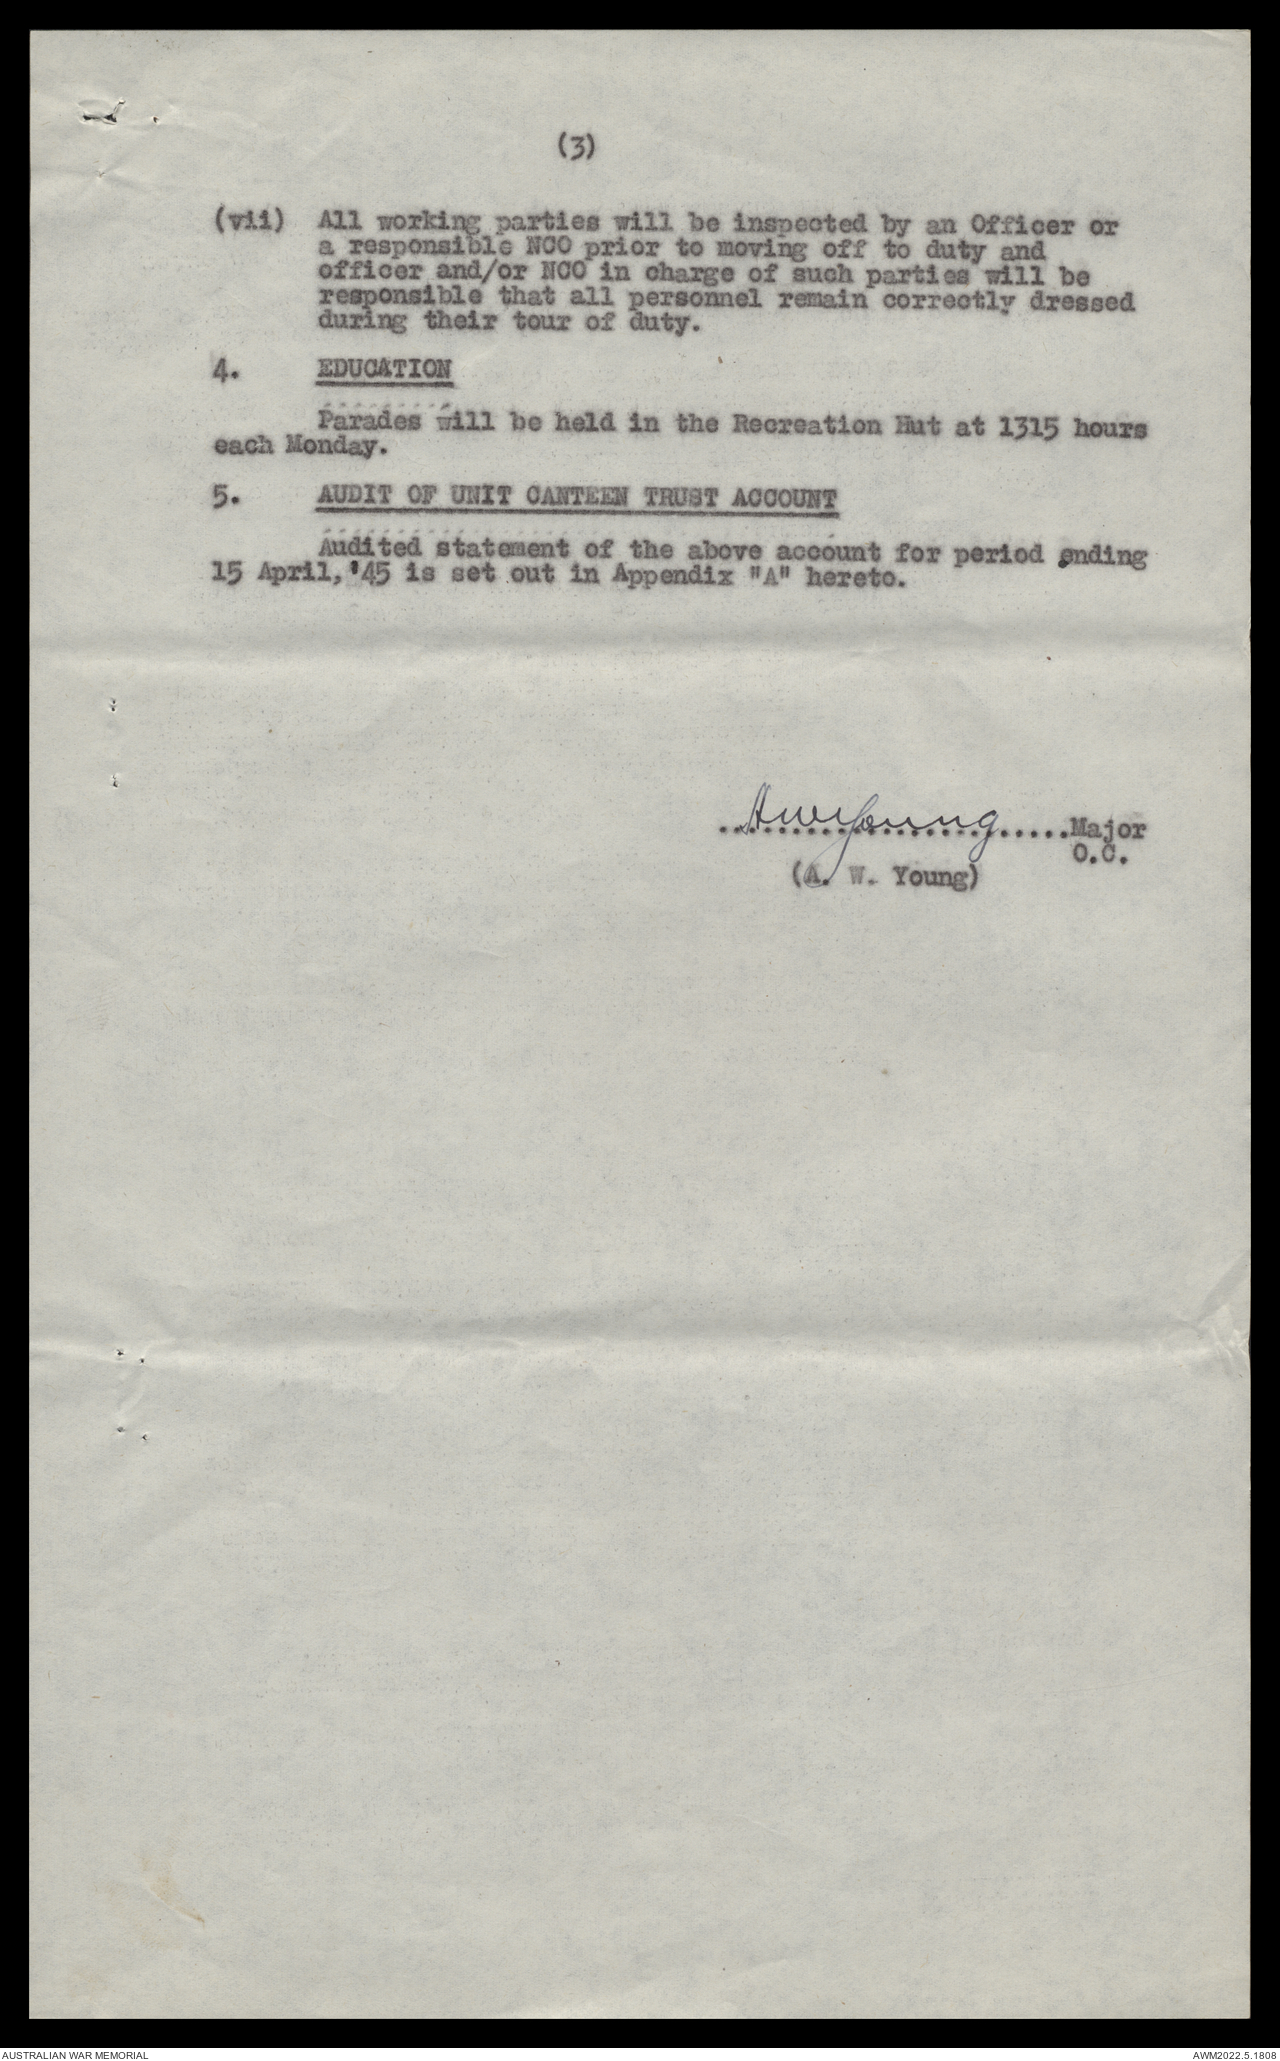 (3)
(vii) All working parties will be inspected by an Officer or
a responsible NCO prior to moving off to duty and
officer and/or NCO in charge of such parties will be
responsible that all personnel remain correctly dressed
during their tour of duty.
4. EDUCATION
Parades will be held in the Recreation Hut at 1315 hours
each Monday.
5. AUDIT OF UNIT CANTEEN TRUST ACCOUNT
Audited statement of the above account for period ending
15 April, '45 is set out in Appendix "A" hereto.
AWYoung Major
O.C.
(A. W. Young)
AUSTRALIAN WAR MEMORIAL
AWM2022.5.1808